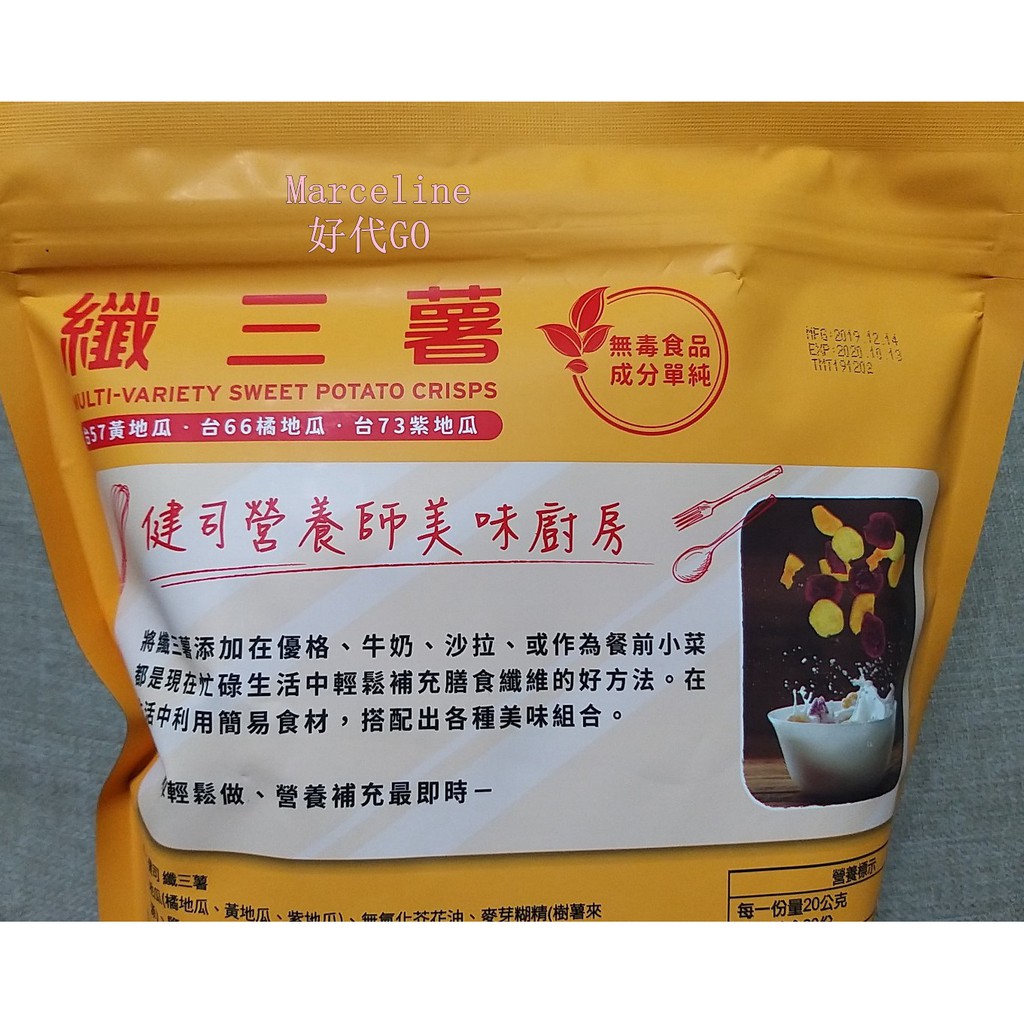 Marceline
好代GO
纖三薯
MULTI-VARIETY SWEET POTATO CRISPS
台57黃地瓜・台66橘地瓜・台73紫地瓜
無毒食品
成分單純
MFG:2019.12.14
EXP:2020.10.13
TMT191202
健司營養師美味廚房
將纖三薯添加在優格、牛奶、沙拉、或作為餐前小菜
都是現在忙碌生活中輕鬆補充膳食纖維的好方法。在
活中利用簡易食材，搭配出各種美味組合。
輕鬆做、營養補充最即時－
司 纖三薯
地瓜(橘地瓜、黃地瓜、紫地瓜)、無氧化芥花油、麥芽糊精(樹薯來
營養標示
每一份量20公克